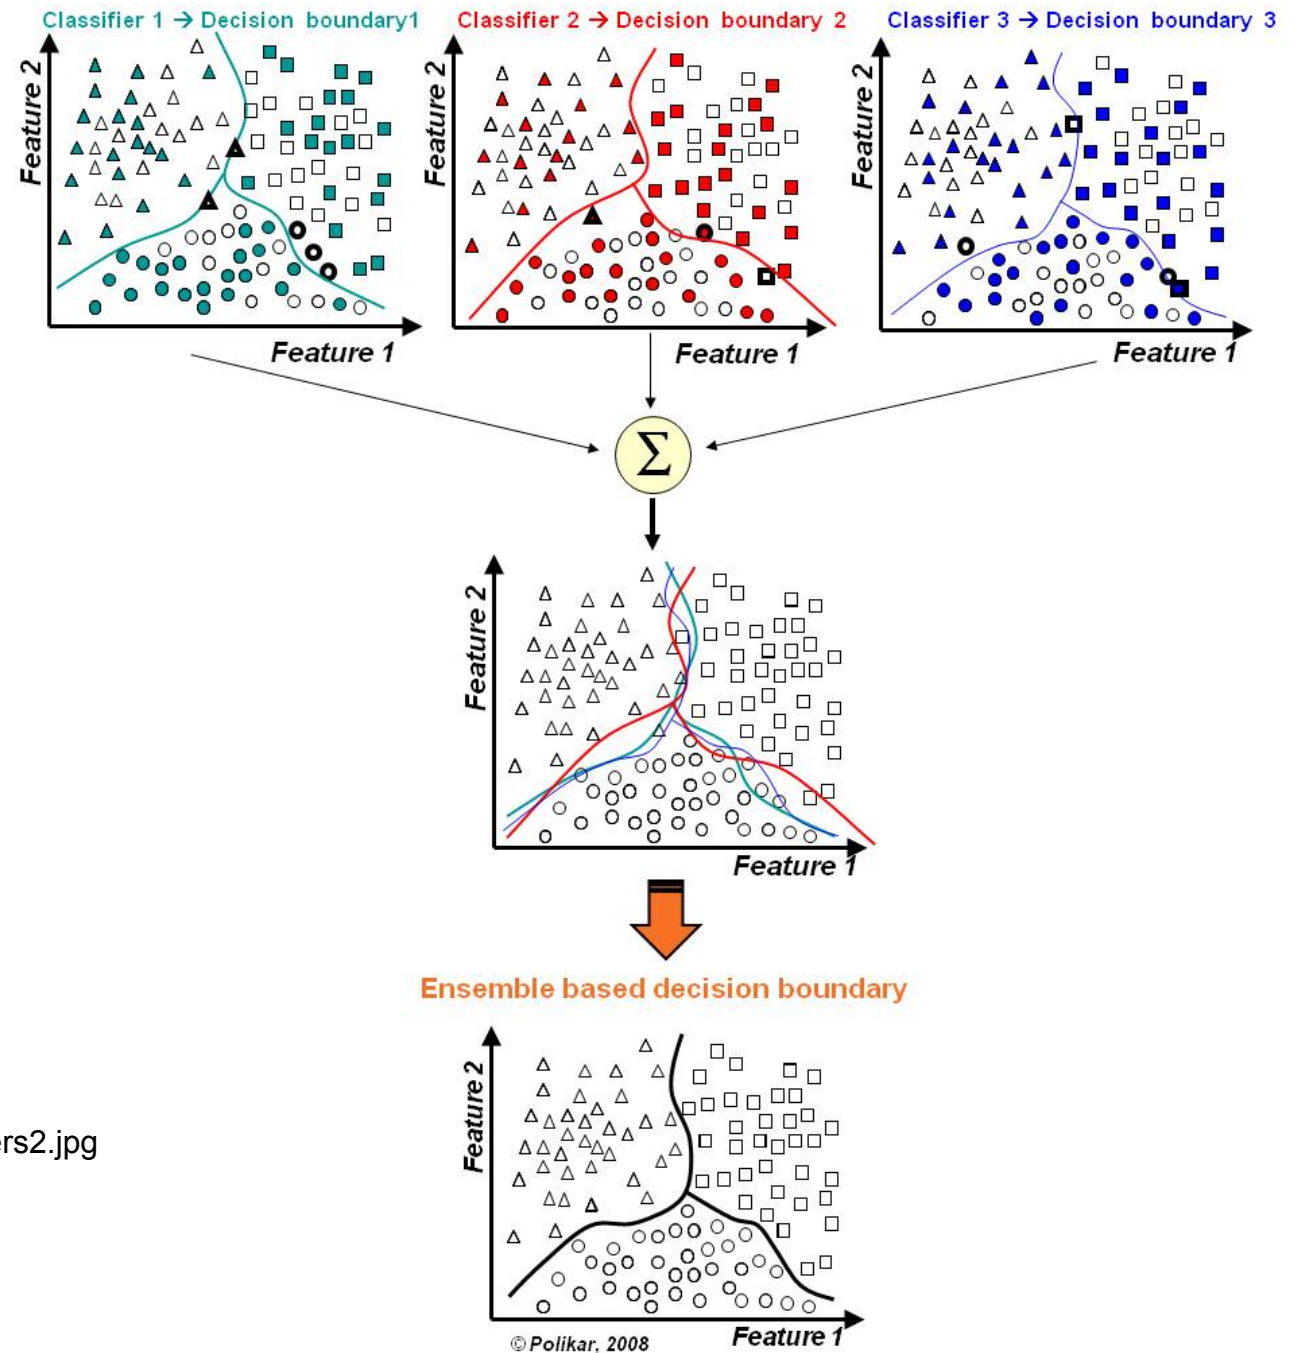 Classifier 1 → Decision boundary1
Classifier 2 → Decision boundary 2
Classifier 3 → Decision boundary 3
Feature 2
Feature 2
Feature 2
Feature 1
Feature 1
Feature 1
Σ
Feature 2
Feature 1
Ensemble based decision boundary
Feature 2
ers2.jpg
Feature 1
© Polikar, 2008